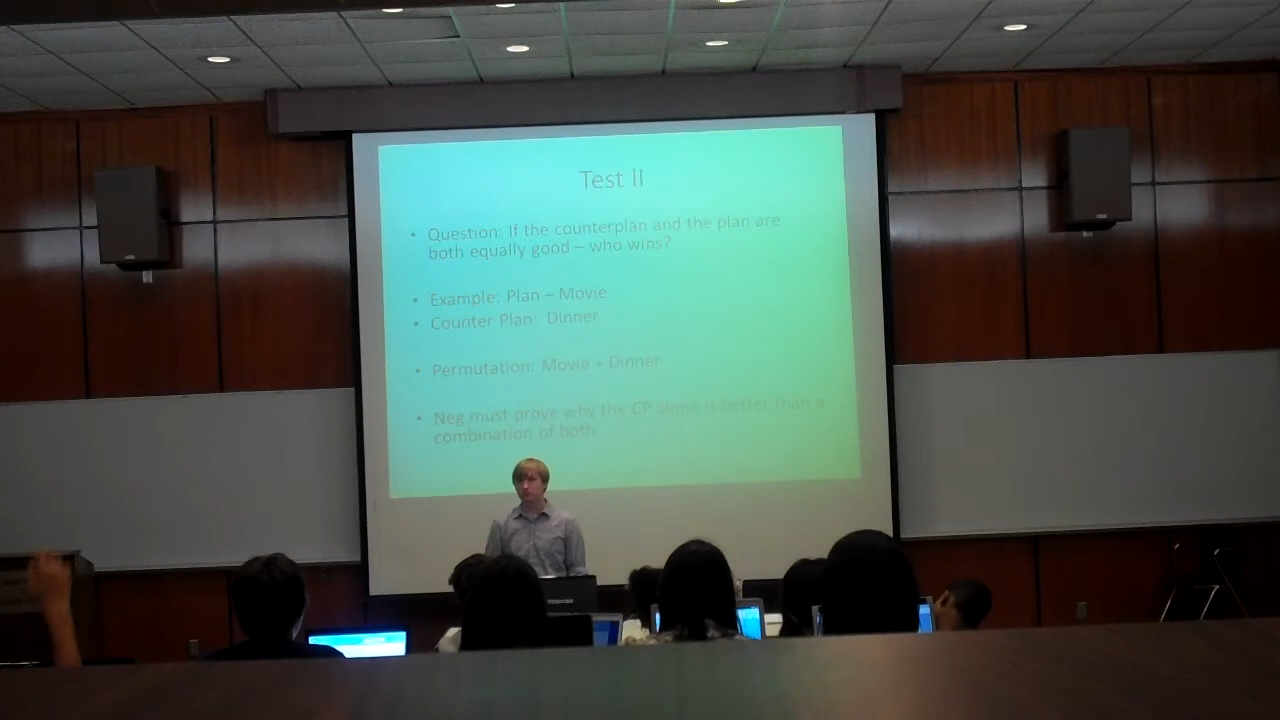 Test II
• Question: If the counterplan and the plan are
both equally good – who wins?
• Example: Plan – Movie
• Counter Plan: Dinner
• Permutation: Movie + Dinner
• Neg must prove why the CP alone is better than a
combination of both
TOSHIBA